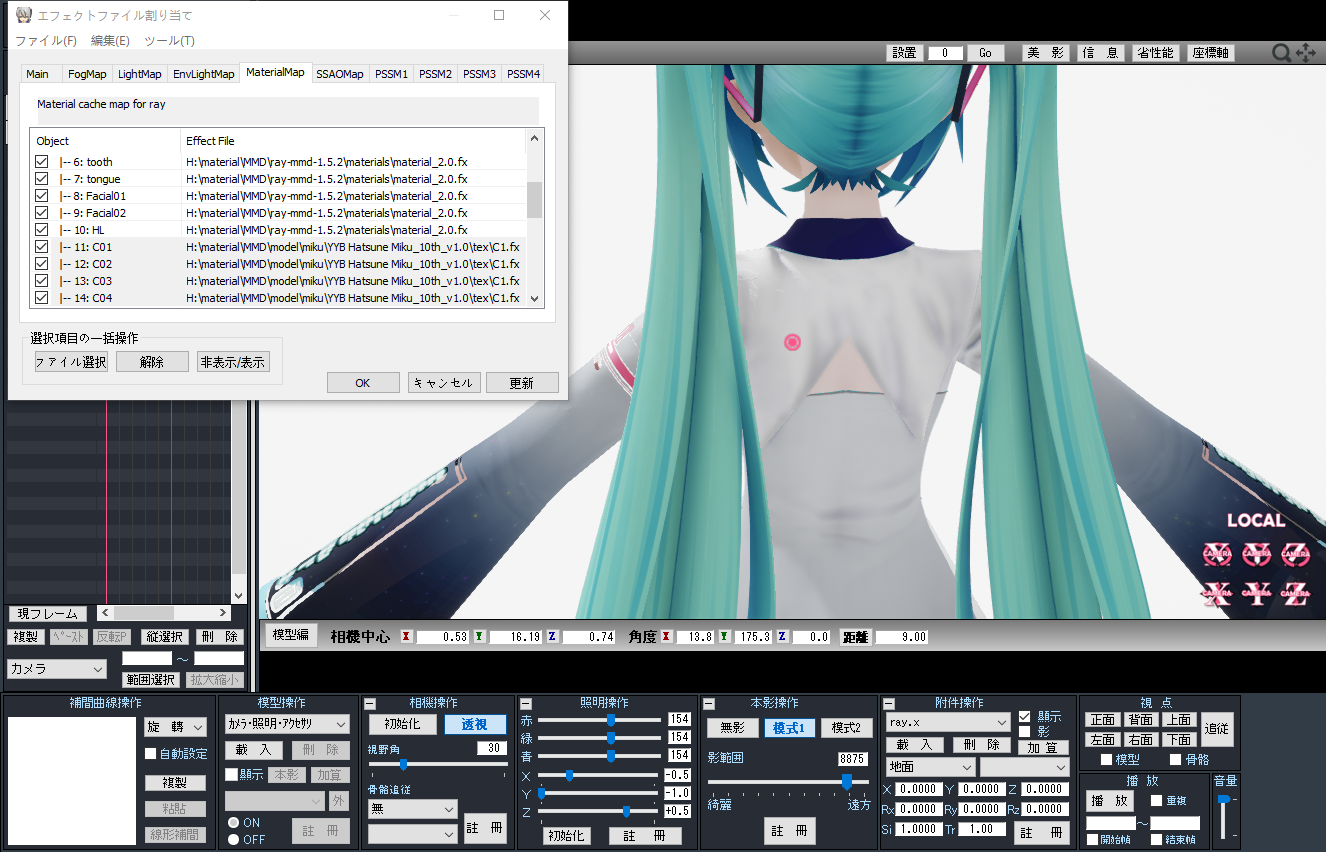 エフェクトファイル割り当て
ファイル(F) 編集(E) ツール(T)
Main FogMap LightMap EnvLightMap MaterialMap SSAOMap PSSM1 PSSM2 PSSM3 PSSM4
Material cache map for ray
Object Effect File
|-- 6: tooth H:\material\MMD\ray-mmd-1.5.2\materials\material_2.0.fx
|-- 7: tongue H:\material\MMD\ray-mmd-1.5.2\materials\material_2.0.fx
|-- 8: Facial01 H:\material\MMD\ray-mmd-1.5.2\materials\material_2.0.fx
|-- 9: Facial02 H:\material\MMD\ray-mmd-1.5.2\materials\material_2.0.fx
|-- 10: HL H:\material\MMD\ray-mmd-1.5.2\materials\material_2.0.fx
|-- 11: C01 H:\material\MMD\model\miku\YYB Hatsune Miku_10th_v1.0\tex\C1.fx
|-- 12: C02 H:\material\MMD\model\miku\YYB Hatsune Miku_10th_v1.0\tex\C1.fx
|-- 13: C03 H:\material\MMD\model\miku\YYB Hatsune Miku_10th_v1.0\tex\C1.fx
|-- 14: C04 H:\material\MMD\model\miku\YYB Hatsune Miku_10th_v1.0\tex\C1.fx
選択項目の一括操作
ファイル選択 解除 非表示/表示
OK キャンセル 更新
設置 0 Go 美 影 信 息 省性能 座標軸
LOCAL
CAMERA CAMERA CAMERA
X Y Z
CAMERA CAMERA CAMERA
X Y Z
現フレーム
複製 ペースト 反転P 縦選択 刪 除
カメラ ～
範囲選択 拡大縮小
模型編 相機中心 X 0.53 Y 16.19 Z 0.74 角度 X 13.8 Y 175.3 Z 0.0 距離 9.00
補間曲線操作
旋 轉
自動設定
複製
粘貼
線形補間
模型操作
カメラ・照明・アクセサリ
載 入 刪 除
顯示 本影 加算
外
ON
OFF
註 冊
相機操作
初始化 透視
視野角 30
骨骼追従
無
註 冊
照明操作
赤 154
緑 154
青 154
X -0.5
Y -1.0
Z +0.5
初始化 註 冊
本影操作
無影 模式1 模式2
影範囲 8875
綺麗 遠方
註 冊
附件操作
ray.x 顯示
影
載 入 刪 除 加 算
地面
X 0.0000 Y 0.0000 Z 0.0000
Rx 0.0000 Ry 0.0000 Rz 0.0000
Si 1.0000 Tr 1.00 註 冊
視 点
正面 背面 上面 追従
左面 右面 下面
模型 骨骼
播 放
播 放 重複
～
開始幀 結束幀
音量